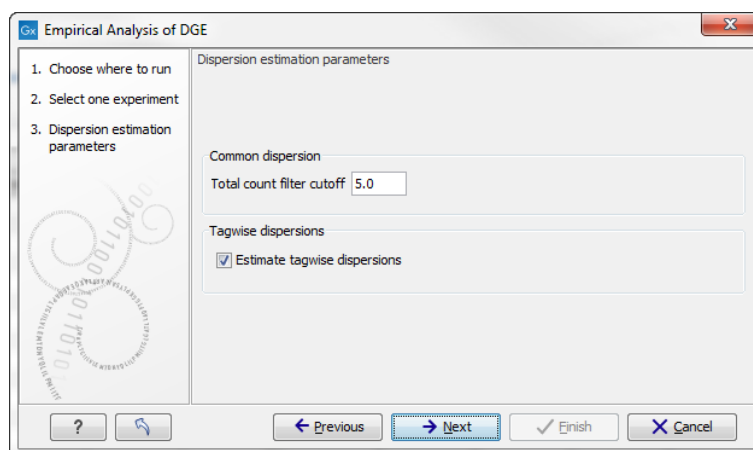 Gx Empirical Analysis of DGE
1. Choose where to run
2. Select one experiment
3. Dispersion estimation
parameters
Dispersion estimation parameters
Common dispersion
Total count filter cutoff 5.0
Tagwise dispersions
Estimate tagwise dispersions
? Previous Next Finish Cancel